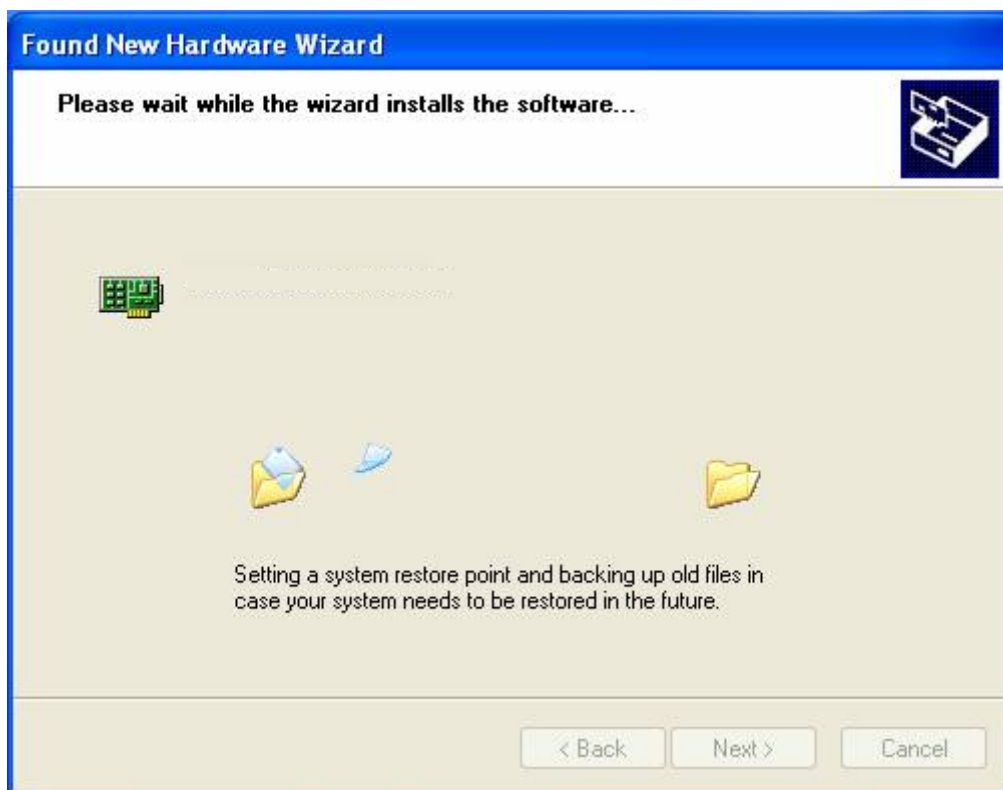 Found New Hardware Wizard
Please wait while the wizard installs the software...
Setting a system restore point and backing up old files in
case your system needs to be restored in the future.
< Back
Next >
Cancel